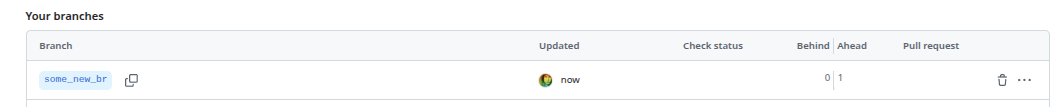 Your branches
Branch Updated Check status Behind Ahead Pull request
some_new_br now 0 1